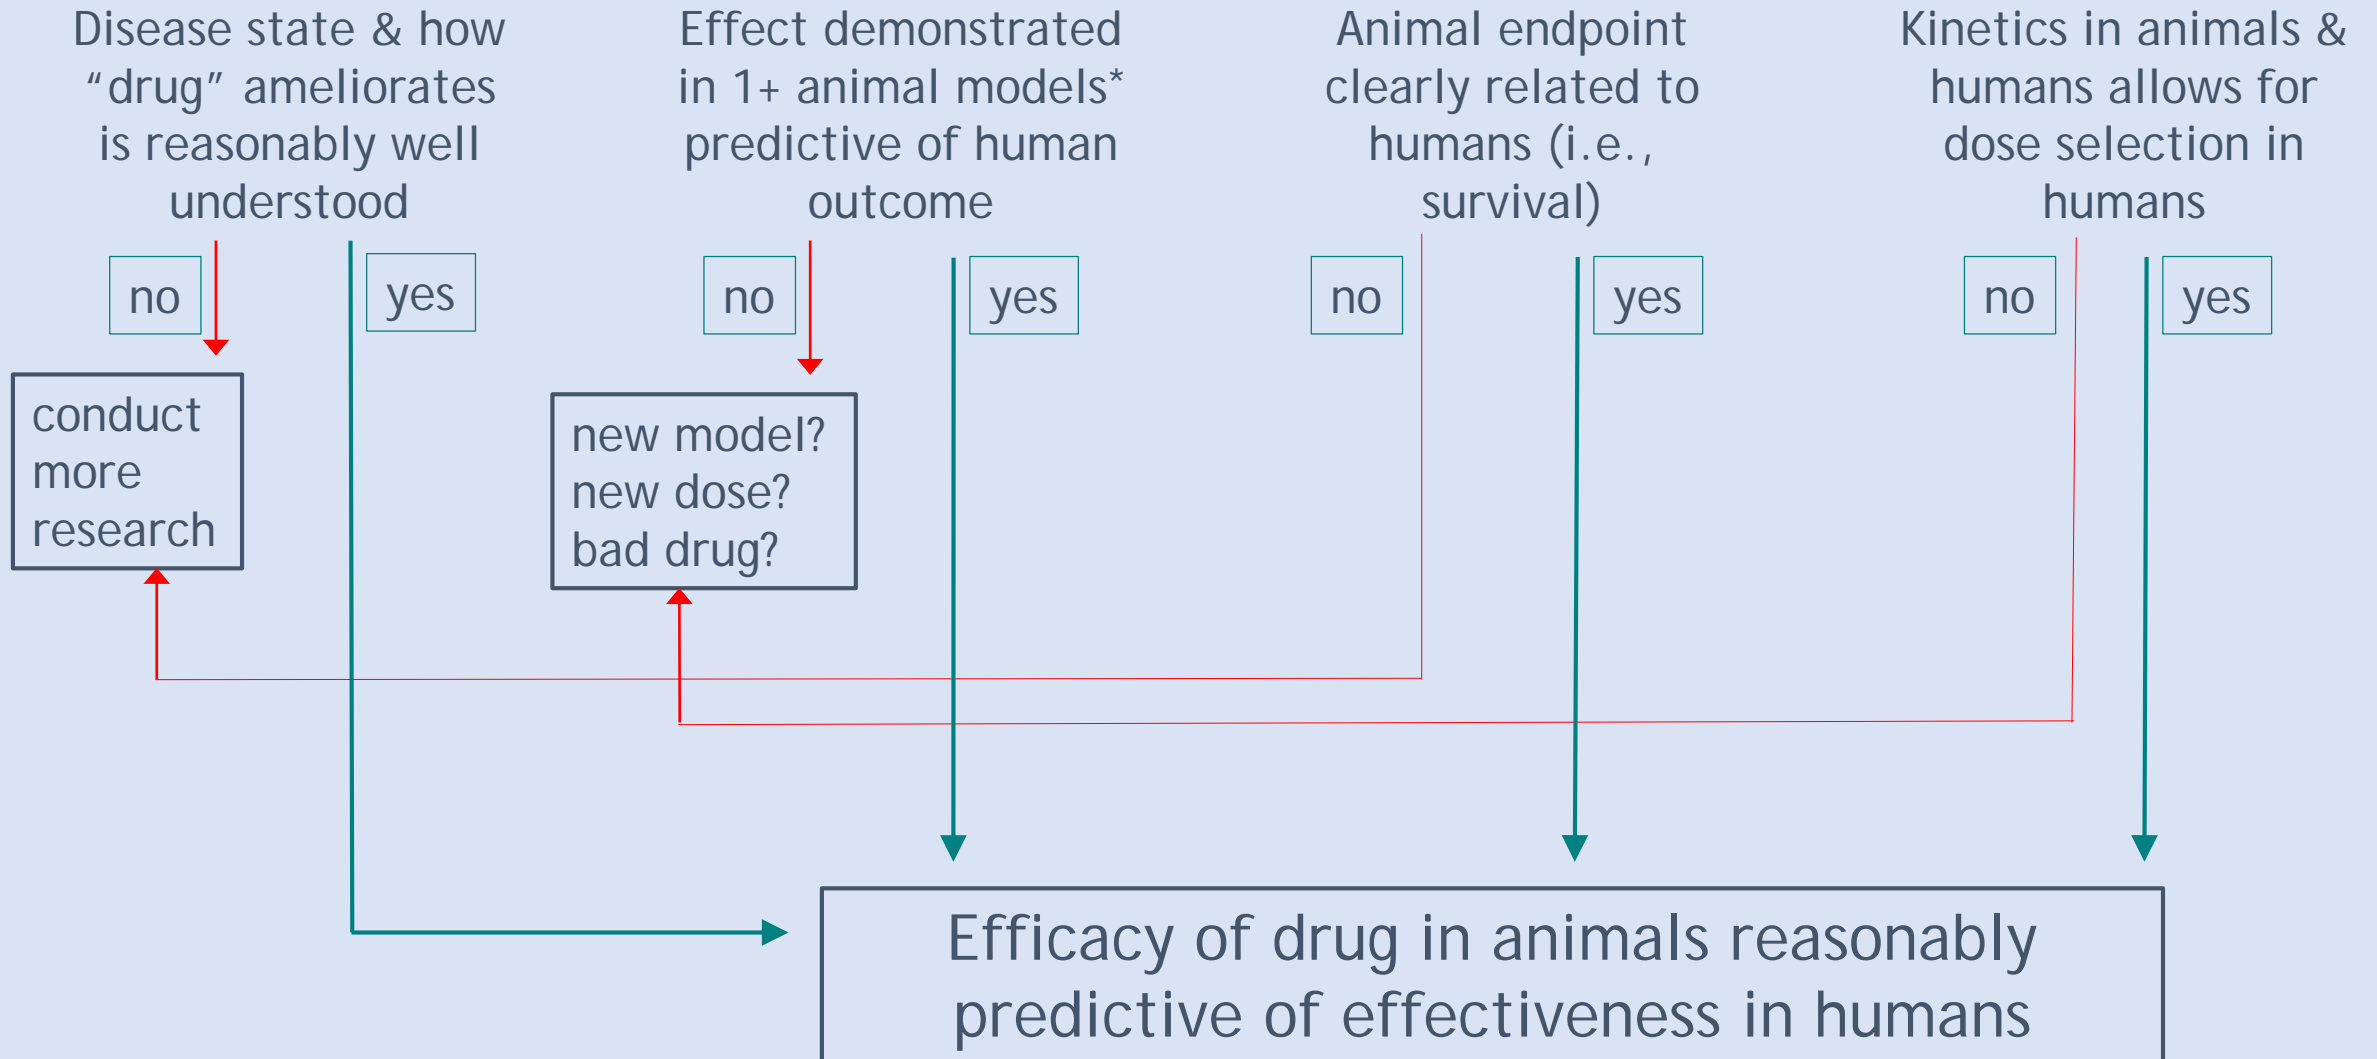 Disease state & how
“drug” ameliorates
is reasonably well
understood
Effect demonstrated
in 1+ animal models*
predictive of human
outcome
Animal endpoint
clearly related to
humans (i.e.,
survival)
Kinetics in animals &
humans allows for
dose selection in
humans
no
yes
no
yes
no
yes
no
yes
conduct
more
research
new model?
new dose?
bad drug?
Efficacy of drug in animals reasonably
predictive of effectiveness in humans